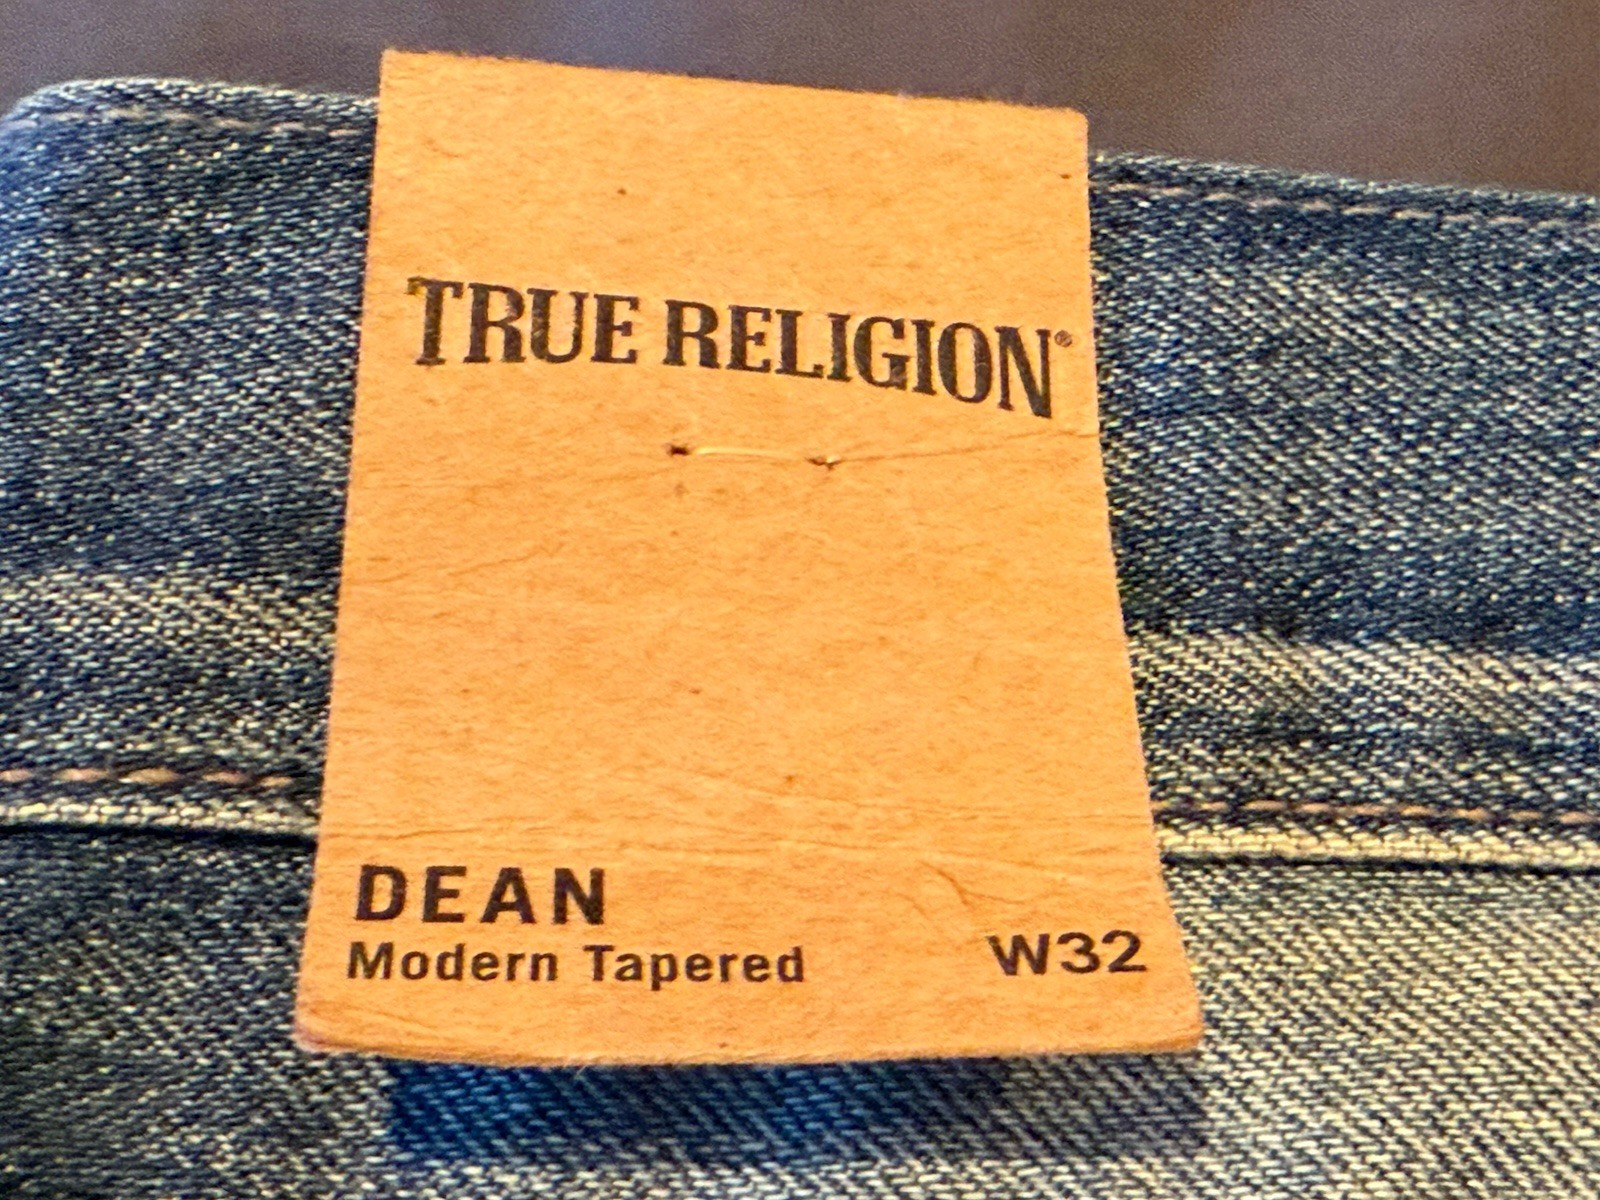 TRUE RELIGION®
DEAN
Modern Tapered
W32